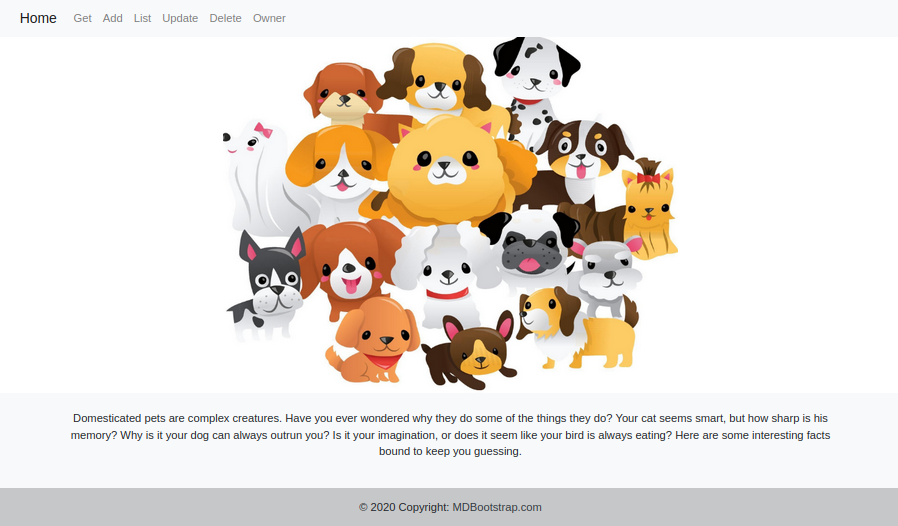 Home Get Add List Update Delete Owner
Domesticated pets are complex creatures. Have you ever wondered why they do some of the things they do? Your cat seems smart, but how sharp is his
memory? Why is it your dog can always outrun you? Is it your imagination, or does it seem like your bird is always eating? Here are some interesting facts
bound to keep you guessing.
© 2020 Copyright: MDBootstrap.com